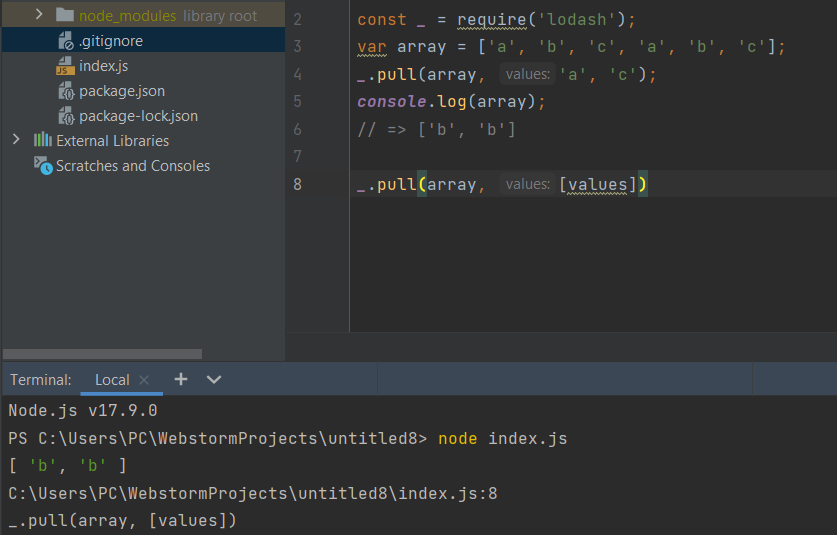 node_modules library root
.gitignore
index.js
package.json
package-lock.json
External Libraries
Scratches and Consoles
2 const _ = require('lodash');
3 var array = ['a', 'b', 'c', 'a', 'b', 'c'];
4 _.pull(array, values: 'a', 'c');
5 console.log(array);
6 // => ['b', 'b']
7
8 _.pull(array, values: [values])
Terminal: Local
Node.js v17.9.0
PS C:\Users\PC\WebstormProjects\untitled8> node index.js
[ 'b', 'b' ]
C:\Users\PC\WebstormProjects\untitled8\index.js:8
_.pull(array, [values])